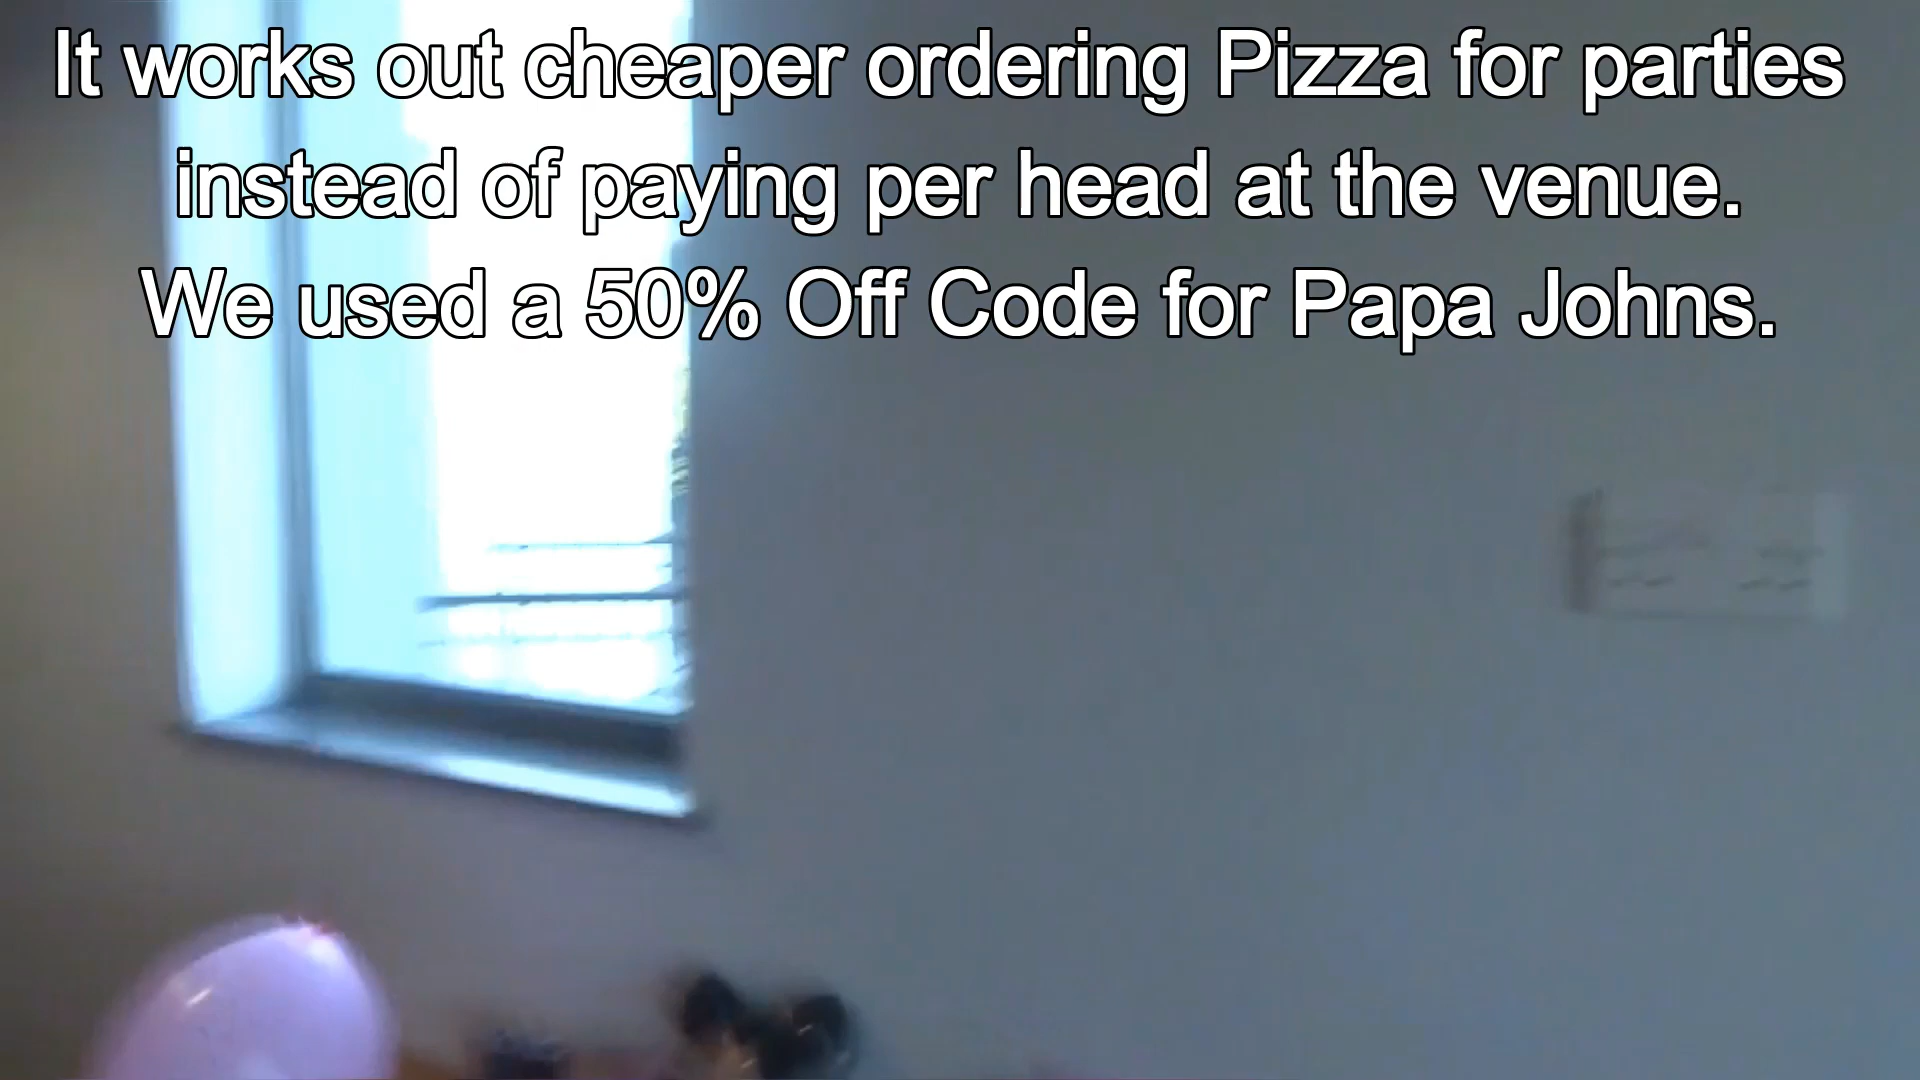 It works out cheaper ordering Pizza for parties
instead of paying per head at the venue.
We used a 50% Off Code for Papa Johns.